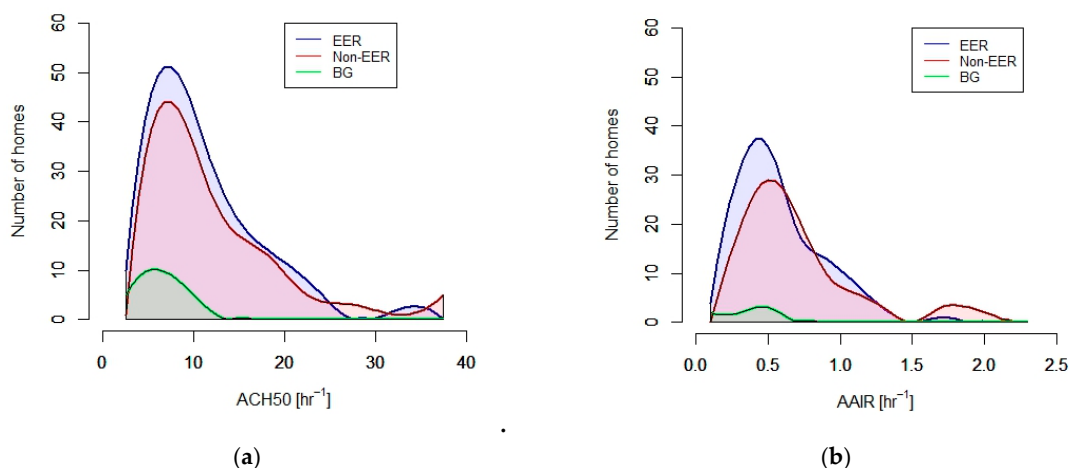 60
50
40
30
20
10
0
Number of homes
EER
Non-EER
BG
0 10 20 30 40
ACH50 [hr⁻¹]
(a)
60
50
40
30
20
10
0
Number of homes
EER
Non-EER
BG
0.0 0.5 1.0 1.5 2.0 2.5
AAIR [hr⁻¹]
.
(b)